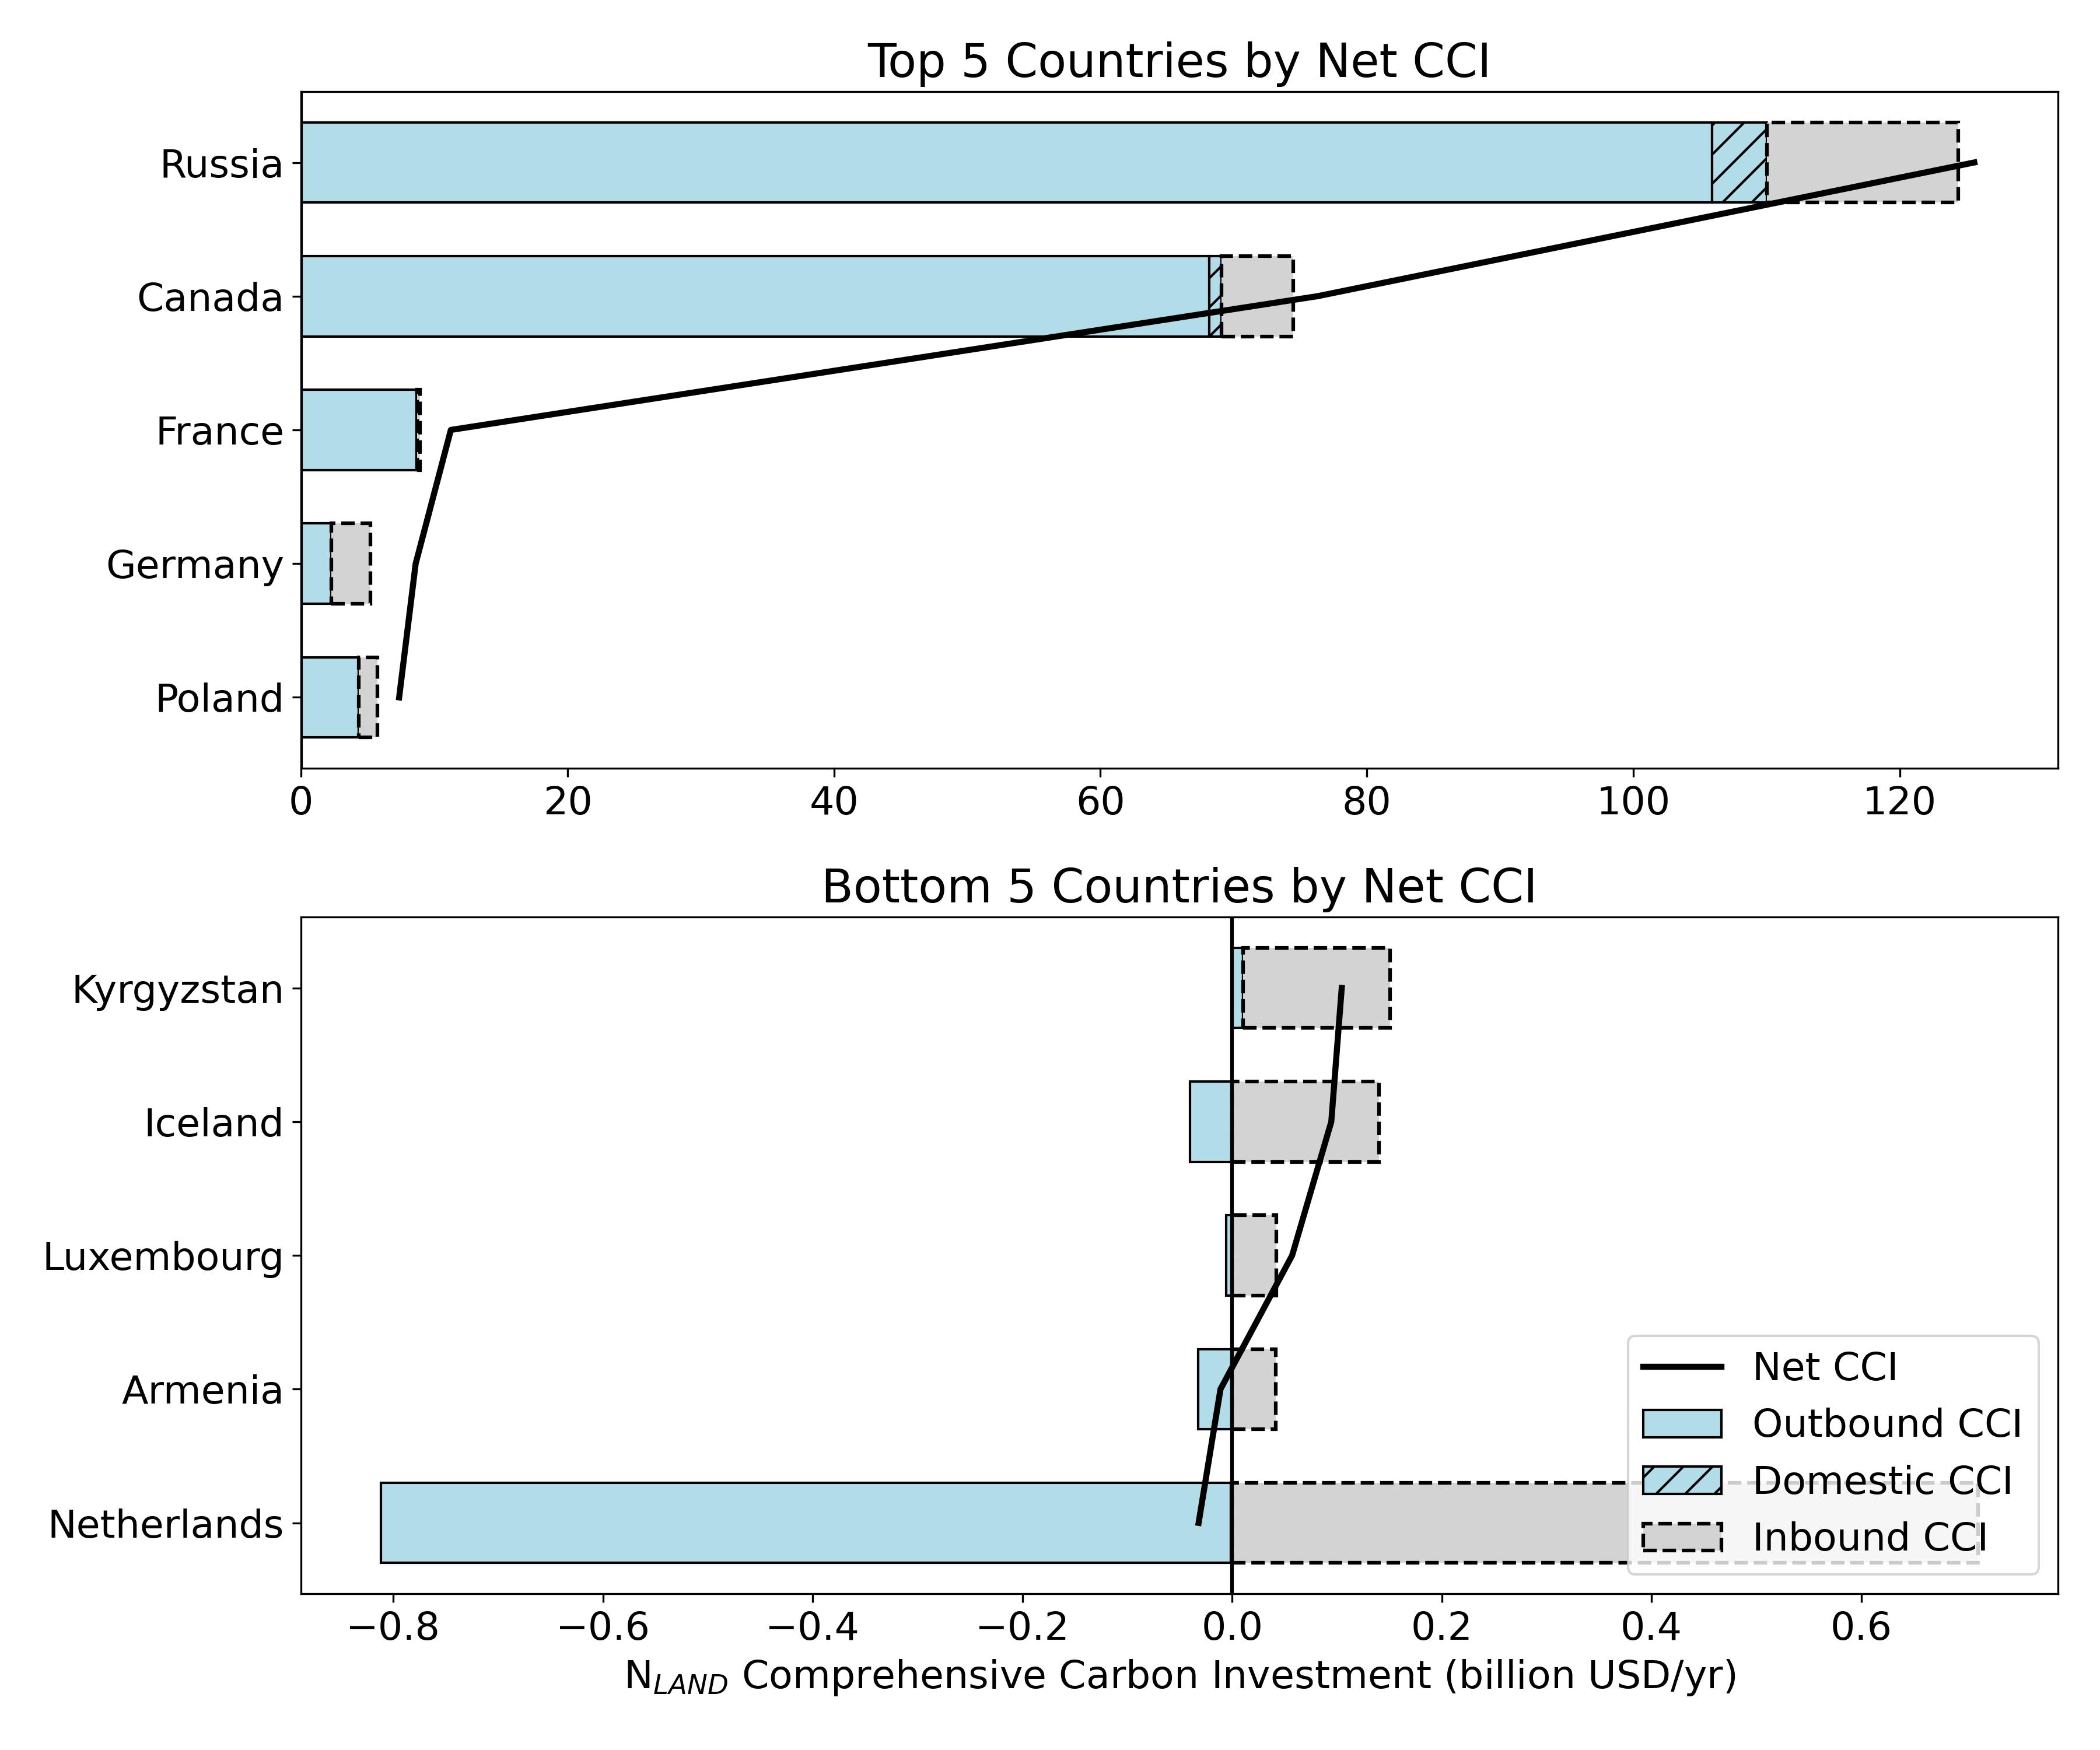 Top 5 Countries by Net CCI
Russia
Canada
France
Germany
Poland
0 20 40 60 80 100 120
Bottom 5 Countries by Net CCI
Kyrgyzstan
Iceland
Luxembourg
Armenia
Netherlands
Net CCI
Outbound CCI
Domestic CCI
Inbound CCI
−0.8 −0.6 −0.4 −0.2 0.0 0.2 0.4 0.6
N_LAND Comprehensive Carbon Investment (billion USD/yr)